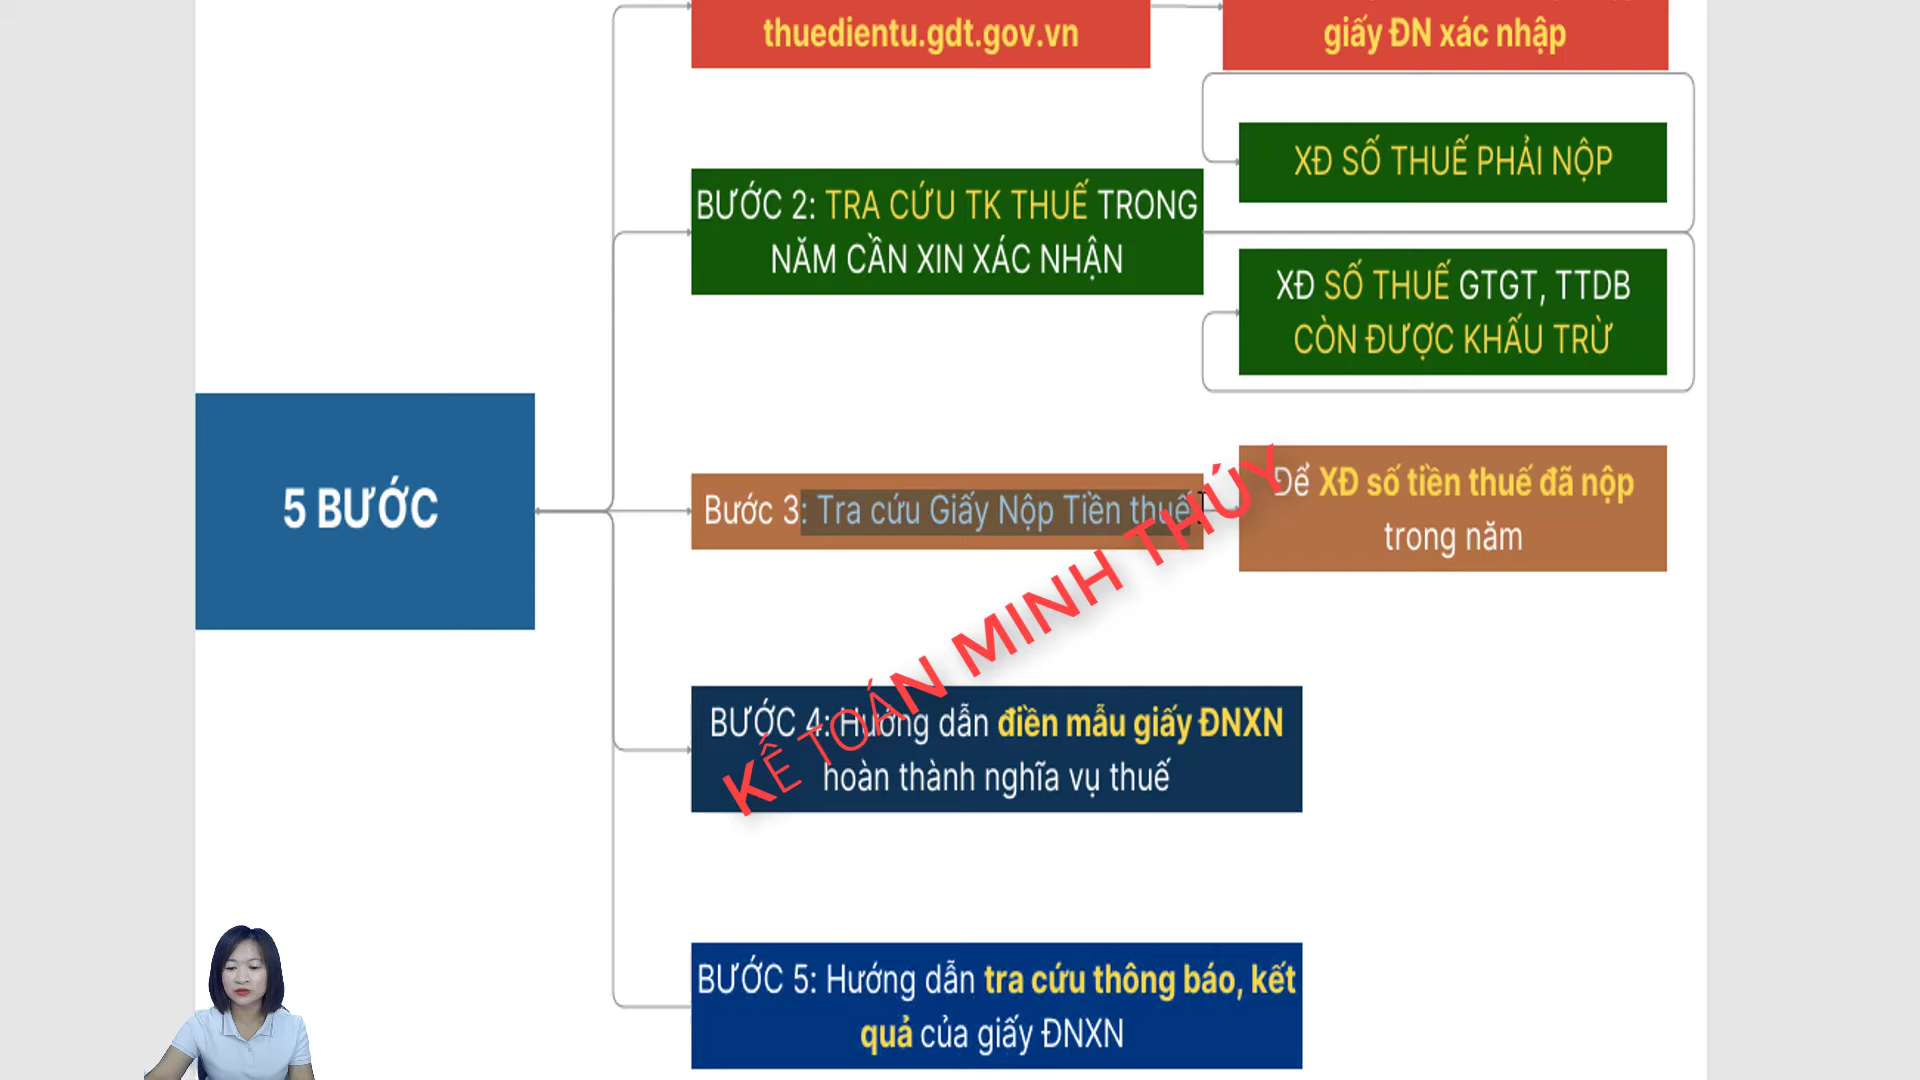 thuedientu.gdt.gov.vn
giấy ĐN xác nhập
XĐ SỐ THUẾ PHẢI NỘP
BƯỚC 2: TRA CỨU TK THUẾ TRONG
NĂM CẦN XIN XÁC NHẬN
XĐ SỐ THUẾ GTGT, TTDB
CÒN ĐƯỢC KHẤU TRỪ
5 BƯỚC
Bước 3: Tra cứu Giấy Nộp Tiền thuế
Để XĐ số tiền thuế đã nộp
trong năm
KẾ TOÁN MINH THÚY
BƯỚC 4: Hướng dẫn điền mẫu giấy ĐNXN
hoàn thành nghĩa vụ thuế
BƯỚC 5: Hướng dẫn tra cứu thông báo, kết
quả của giấy ĐNXN